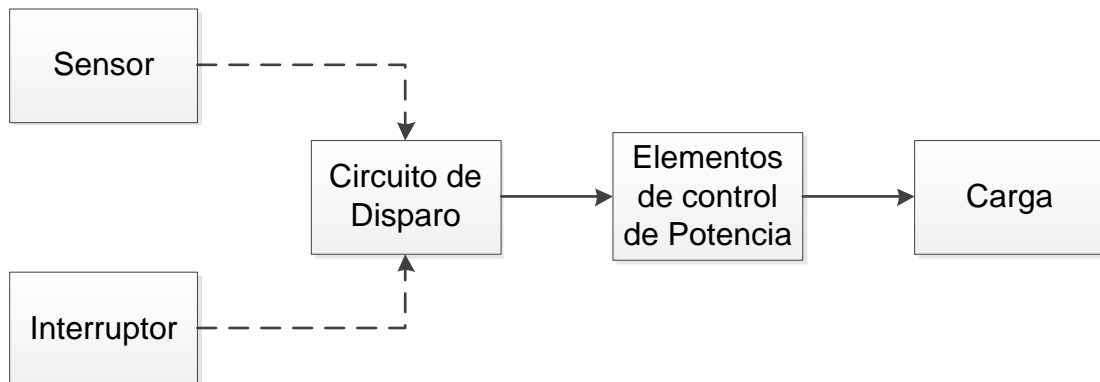 Sensor
Circuito de
Disparo
Elementos
de control
de Potencia
Carga
Interruptor